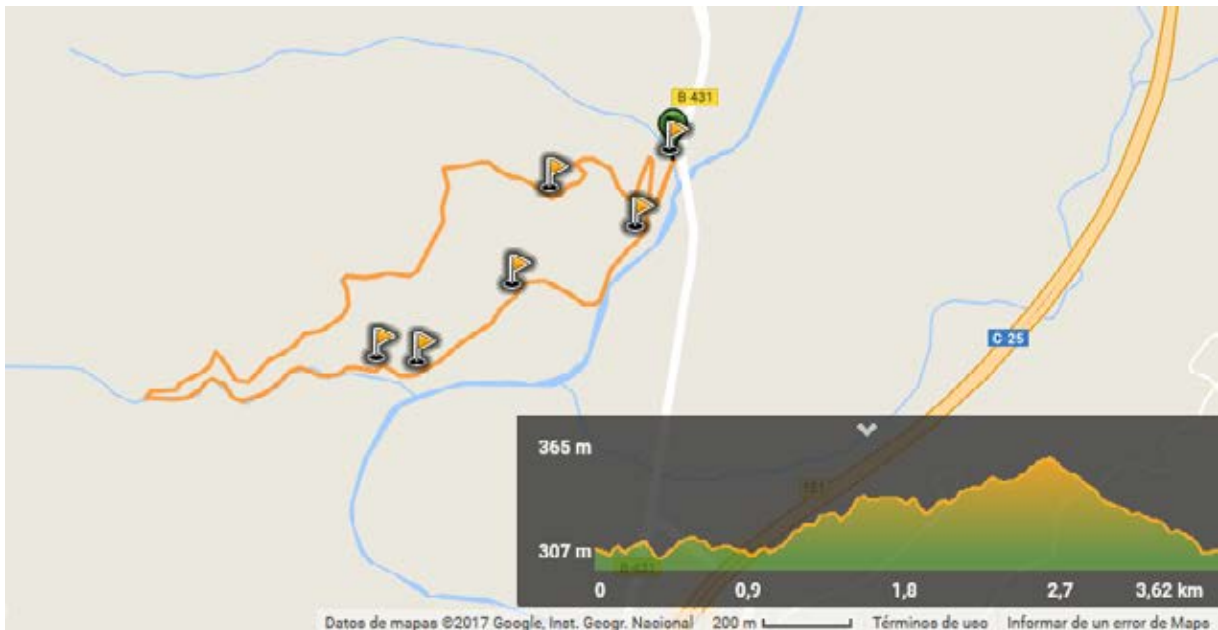 B 431
C 25
365 m
307 m
B 431
0 0,9 1,8 2,7 3,62 km
Datos de mapas ©2017 Google, Inst. Geogr. Nacional 200 m Términos de uso Informar de un error de Maps